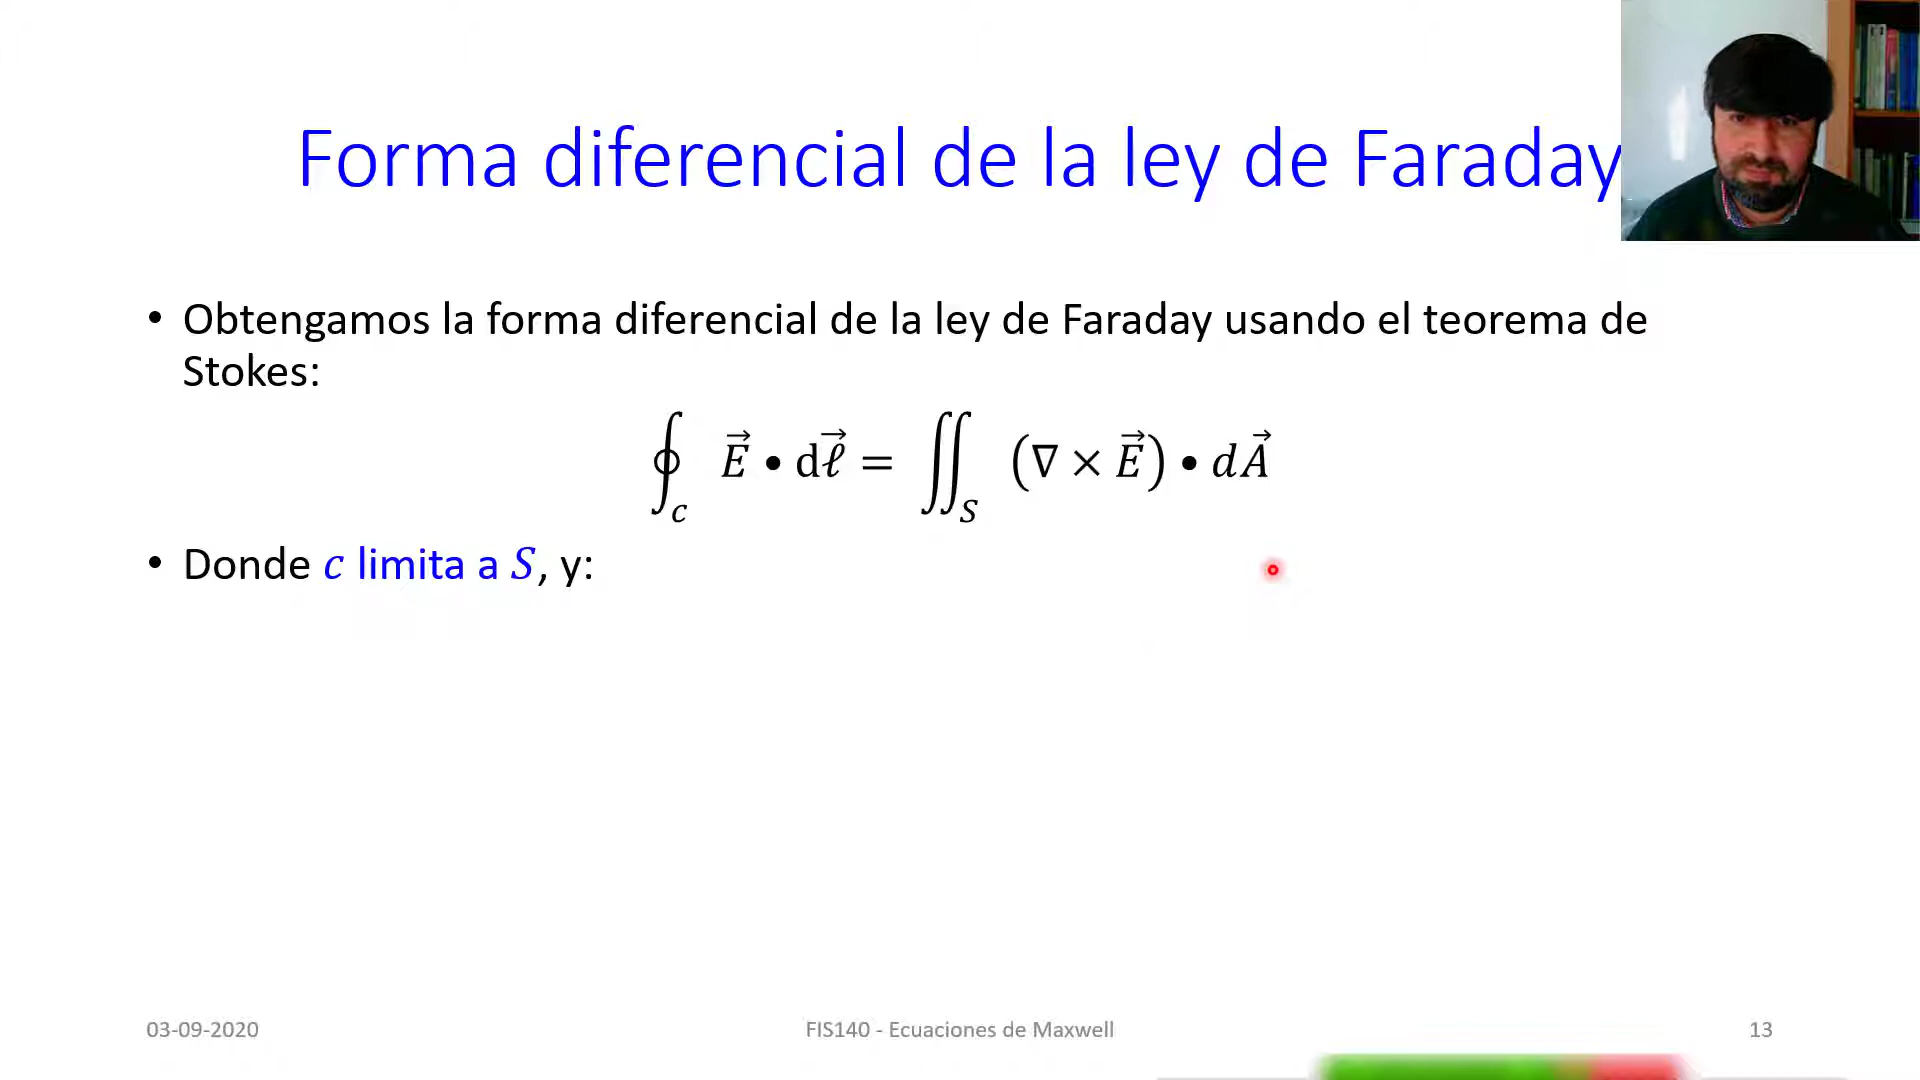 Forma diferencial de la ley de Faraday
• Obtengamos la forma diferencial de la ley de Faraday usando el teorema de
Stokes:
∮_c E⃗ • dℓ⃗ = ∬_S (∇ × E⃗) • dA⃗
• Donde c limita a S, y:
03-09-2020
FIS140 - Ecuaciones de Maxwell
13